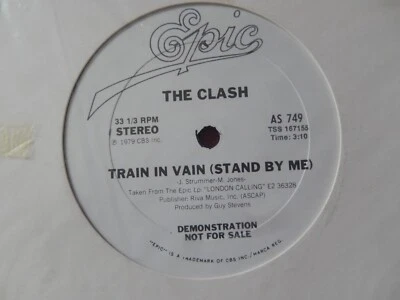 Epic
THE CLASH
33 1/3 RPM
STEREO
℗ 1979 CBS Inc.
AS 749
TSS 167155
Time: 3:10
TRAIN IN VAIN (STAND BY ME)
-J. Strummer-M. Jones-
Taken From The Epic Lp "LONDON CALLING" E2 36328
Publisher: Riva Music, Inc. (ASCAP)
Produced by Guy Stevens
DEMONSTRATION
NOT FOR SALE
"EPIC" IS A TRADEMARK OF CBS INC./MARCA REG.